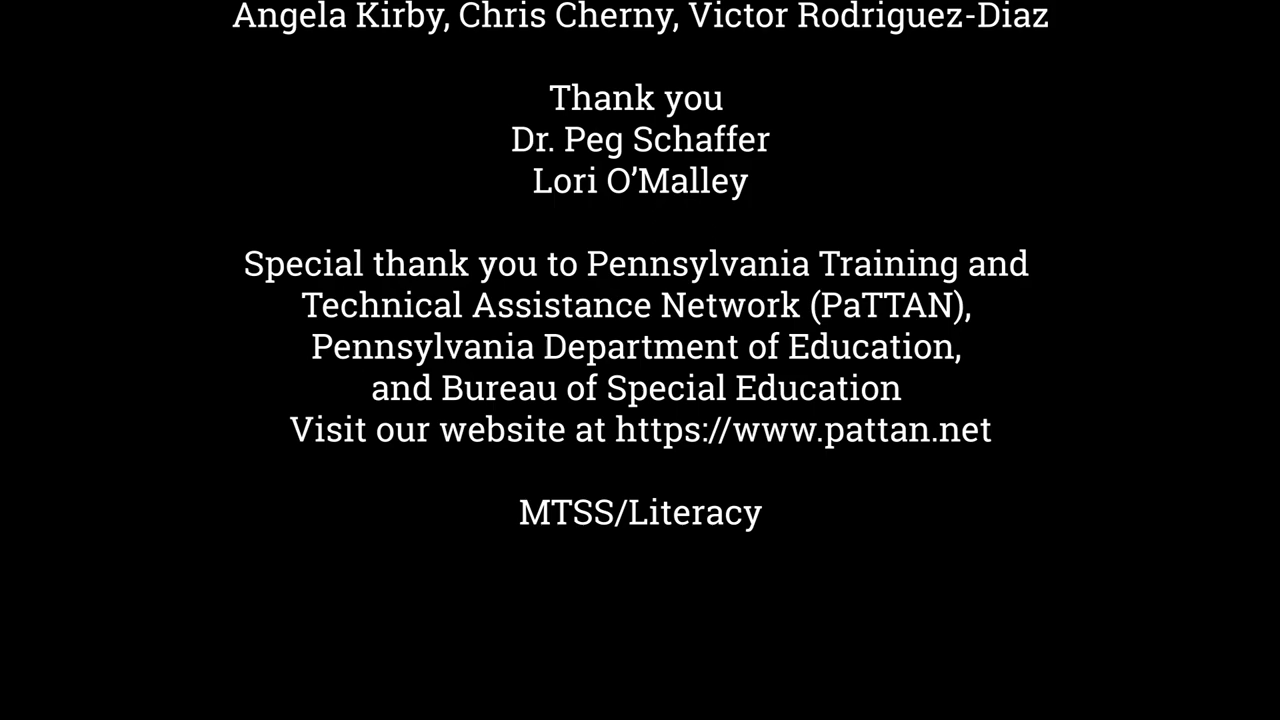 Angela Kirby, Chris Cherny, Victor Rodriguez-Diaz
Thank you
Dr. Peg Schaffer
Lori O’Malley
Special thank you to Pennsylvania Training and
Technical Assistance Network (PaTTAN),
Pennsylvania Department of Education,
and Bureau of Special Education
Visit our website at https://www.pattan.net
MTSS/Literacy